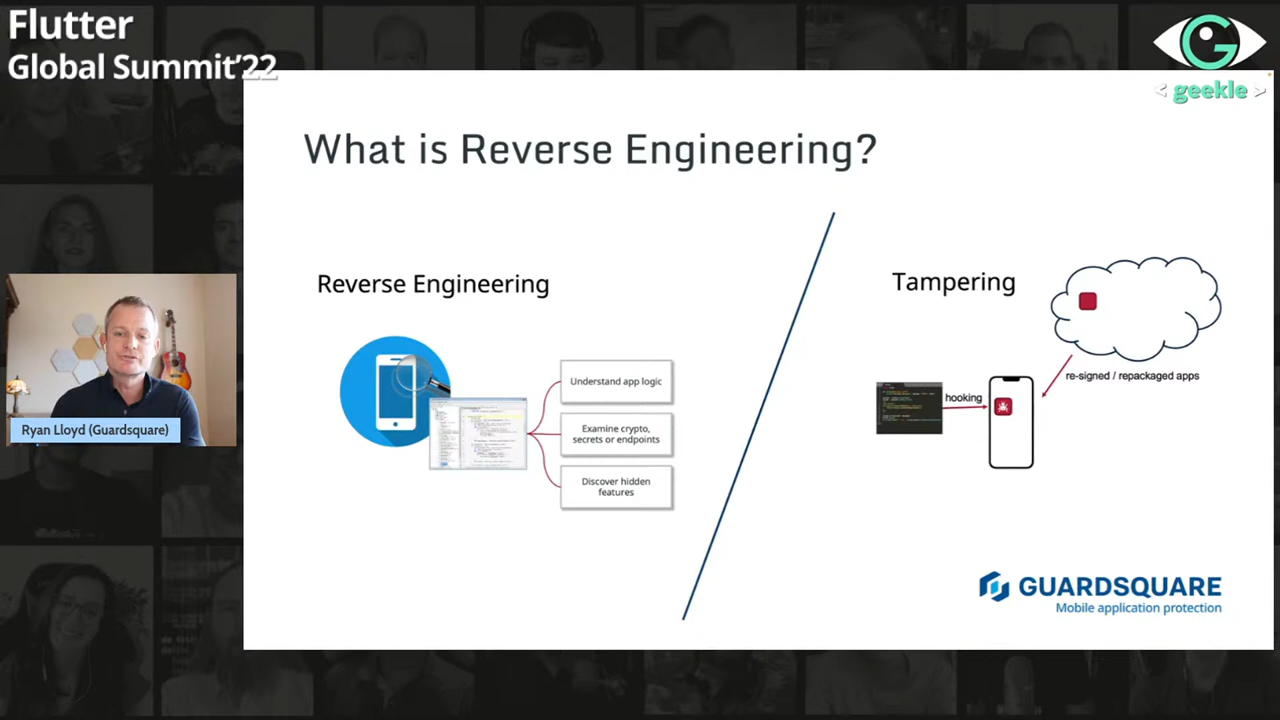 Flutter
Global Summit'22
< geekle >
What is Reverse Engineering?
Reverse Engineering
Understand app logic
Examine crypto,
secrets or endpoints
Discover hidden
features
Tampering
re-signed / repackaged apps
hooking
Ryan Lloyd (Guardsquare)
GUARDSQUARE
Mobile application protection